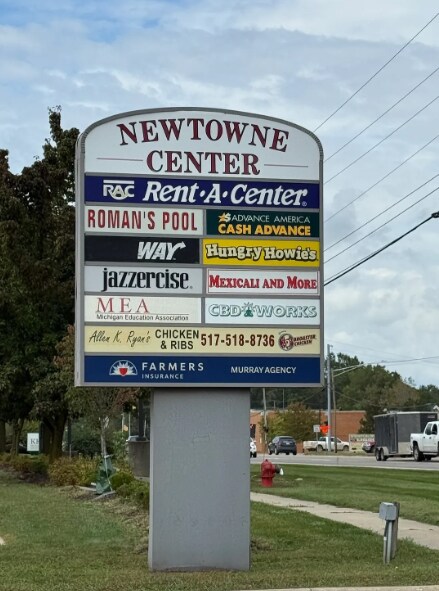 NEWTOWNE
CENTER
RAC Rent-A-Center®
ROMAN'S POOL
ADVANCE AMERICA
CASH ADVANCE
WAY
Hungry Howie's
jazzercise
MEXICALI AND MORE
MEA
Michigan Education Association
CBD WORKS
Allen K. Ryan's CHICKEN & RIBS 517-518-8736
FARMERS
INSURANCE
MURRAY AGENCY